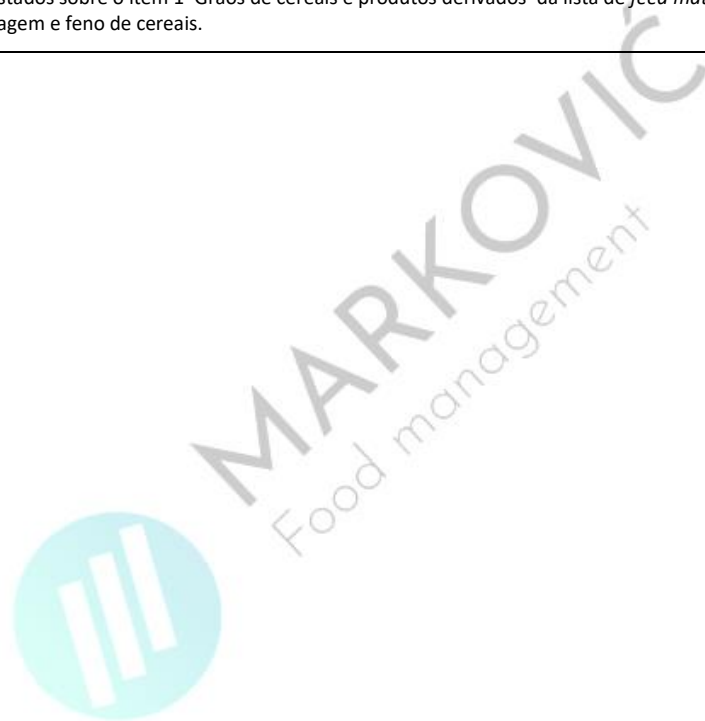 stados sobre o item 1 "Grãos de cereais e produtos derivados" da lista de feed
agem e feno de cereais.
MARKOVIĆ
Food management